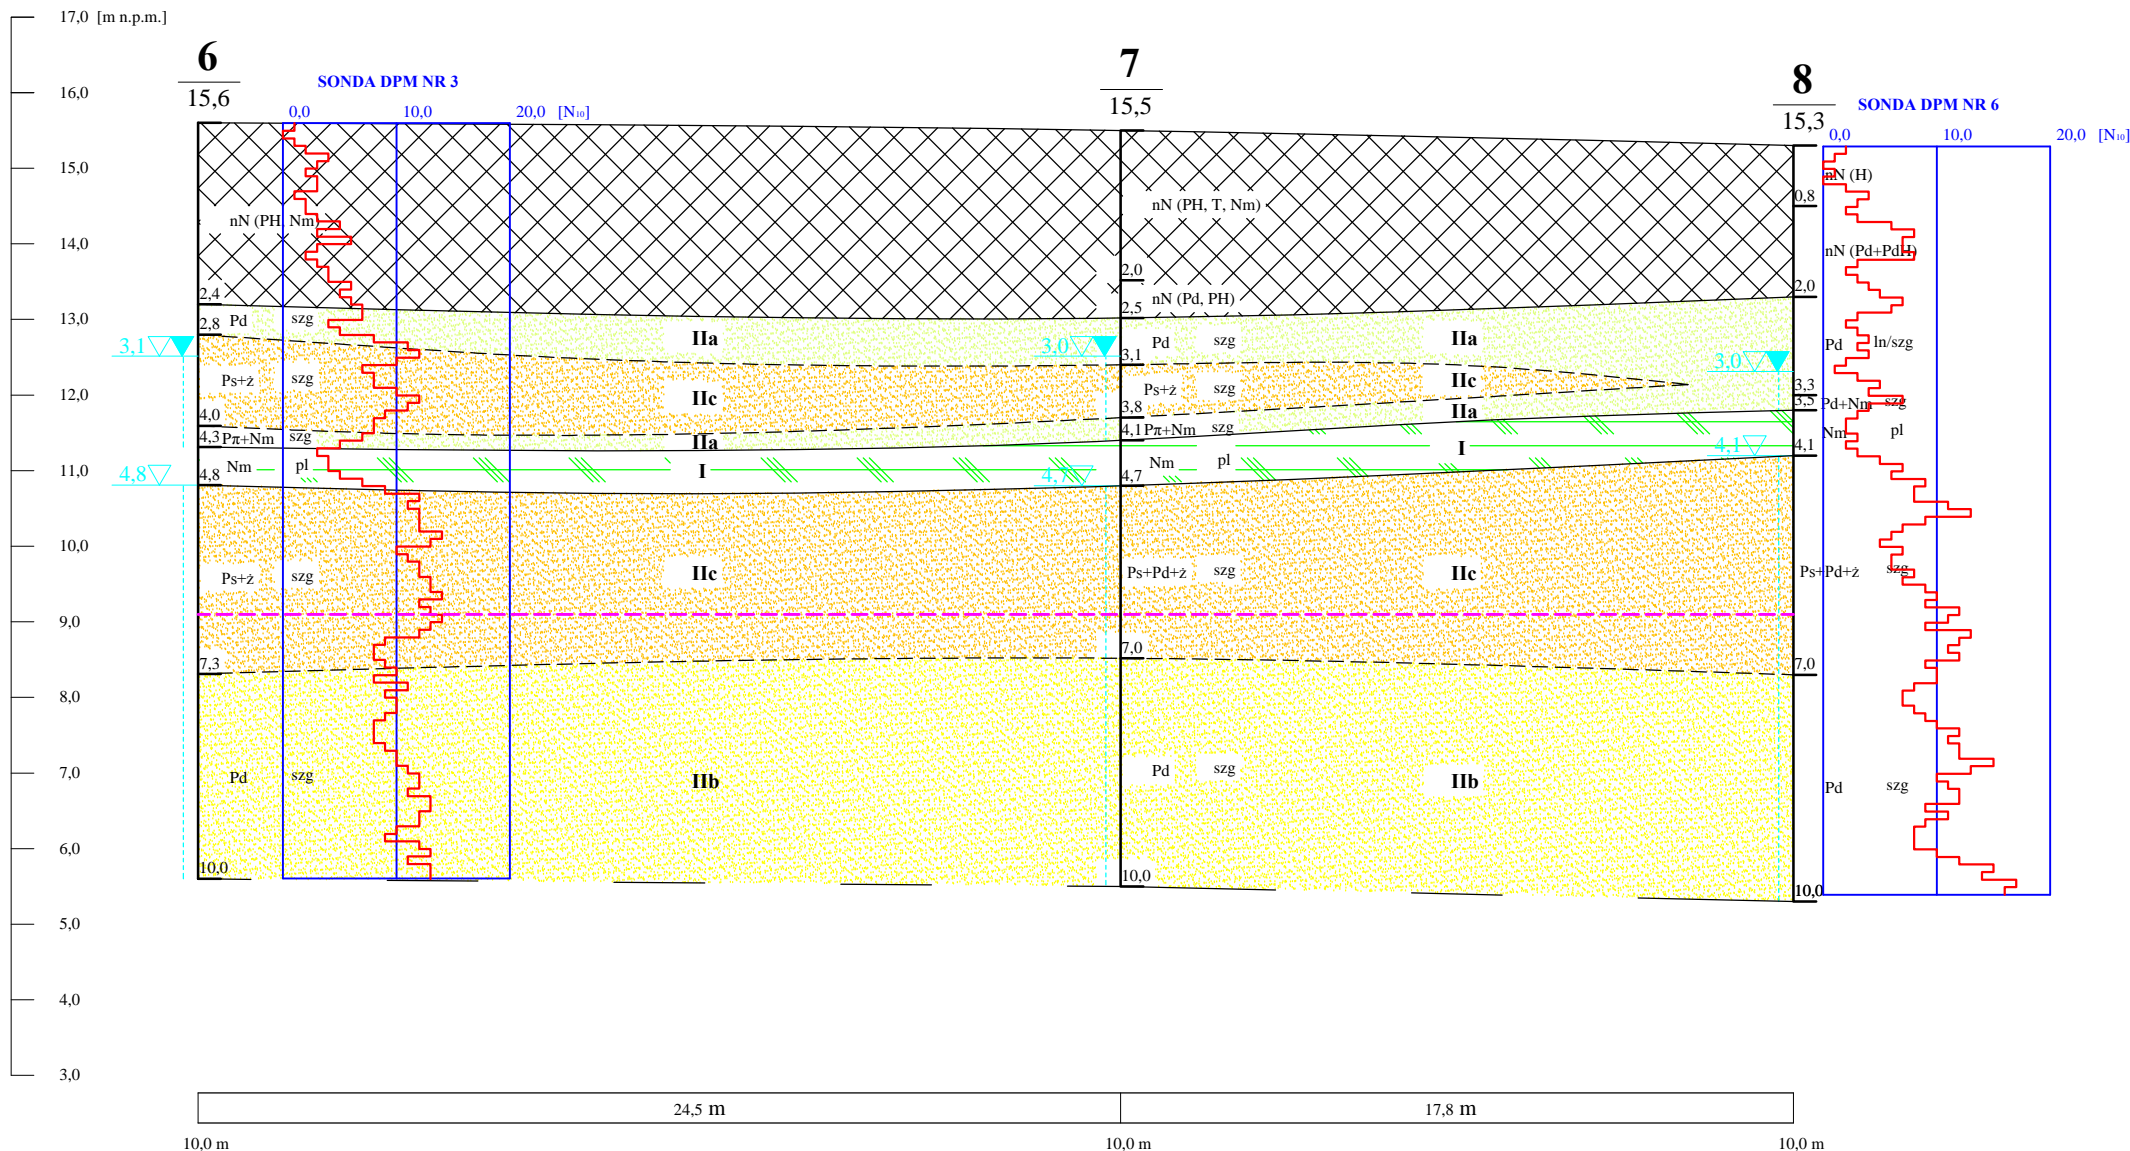 17,0 [m n.p.m.]
6
7
SONDA DPM NR 3
8
SONDA DPM NR 6
16,0
15,6
15,5
15,3
0,0 10,0 20,0 [N₁₀]
0,0 10,0 20,0 [N₁₀]
15,0
nN (H)
0,8
nN (PH, T, Nm)
nN (PH, Nm)
14,0
nN (Pd+PdH)
2,0
2,4
nN (Pd, PH)
2,0
2,5
13,0
Pd szg
2,8
3,1
IIa
3,0
Pd szg
IIa
Pd ln/szg
3,1
3,0
12,0
Ps+ż szg
IIc
Ps+ż szg
IIc
3,3
3,5
Pd+Nm szg
4,0
3,8
IIa
4,3
Pπ+Nm szg
IIa
4,1
Pπ+Nm szg
I
4,1
Nm pl
4,1
11,0
4,8
Nm pl
4,8
I
4,7
Nm pl
4,7
10,0
Ps+ż szg
IIc
Ps+Pd+ż szg
IIc
Ps+Pd+ż szg
9,0
7,3
7,0
7,0
8,0
7,0
Pd szg
IIb
Pd szg
IIb
Pd szg
6,0
10,0
10,0
10,0
5,0
4,0
3,0
24,5 m
17,8 m
10,0 m
10,0 m
10,0 m